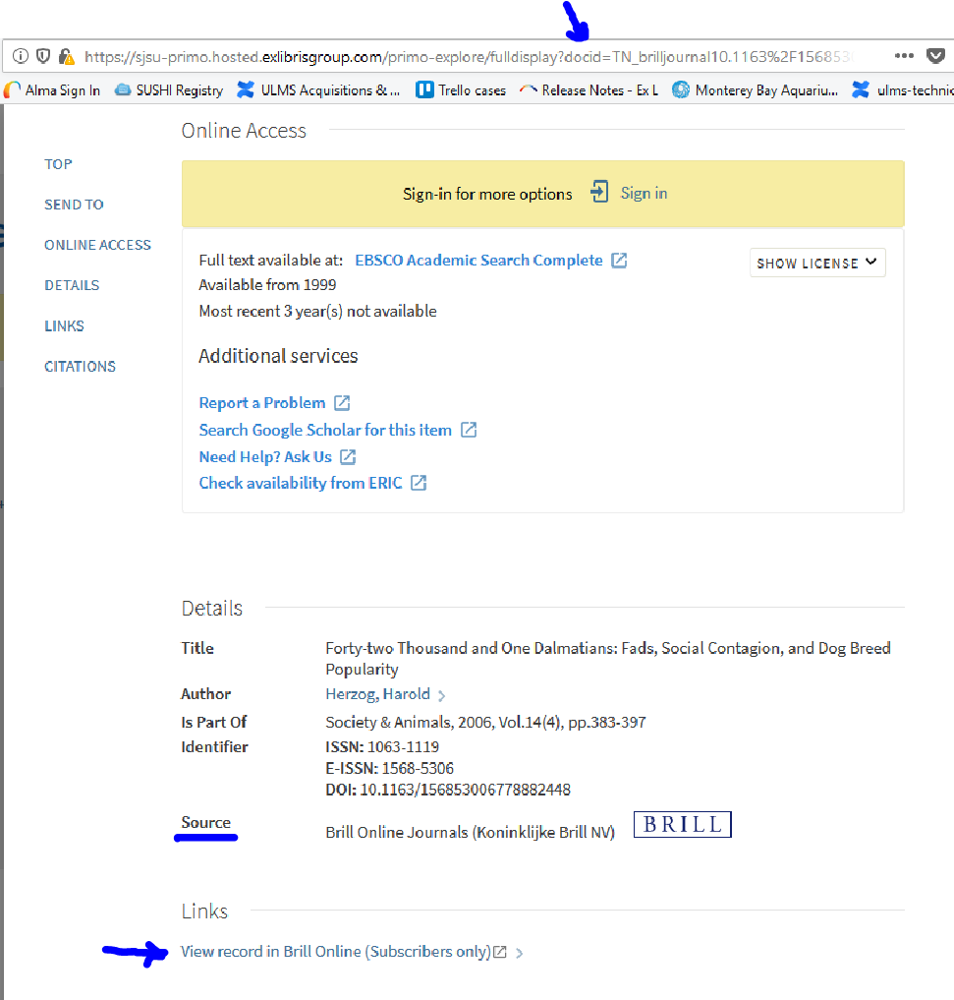 https://sjsu-primo.hosted.exlibrisgroup.com/primo-explore/fulldisplay?docid=TN_brilljournal10.1163%2F15685
Alma Sign In SUSHI Registry ULMS Acquisitions & ... Trello cases Release Notes - Ex L Monterey Bay Aquariu... ulms-technic
Online Access
TOP
SEND TO
ONLINE ACCESS
DETAILS
LINKS
CITATIONS
Sign-in for more options Sign in
Full text available at: EBSCO Academic Search Complete
SHOW LICENSE
Available from 1999
Most recent 3 year(s) not available
Additional services
Report a Problem
Search Google Scholar for this item
Need Help? Ask Us
Check availability from ERIC
Details
Title Forty-two Thousand and One Dalmatians: Fads, Social Contagion, and Dog Breed
Popularity
Author Herzog, Harold
Is Part Of Society & Animals, 2006, Vol.14(4), pp.383-397
Identifier ISSN: 1063-1119
E-ISSN: 1568-5306
DOI: 10.1163/156853006778882448
Source Brill Online Journals (Koninklijke Brill NV) BRILL
Links
View record in Brill Online (Subscribers only)